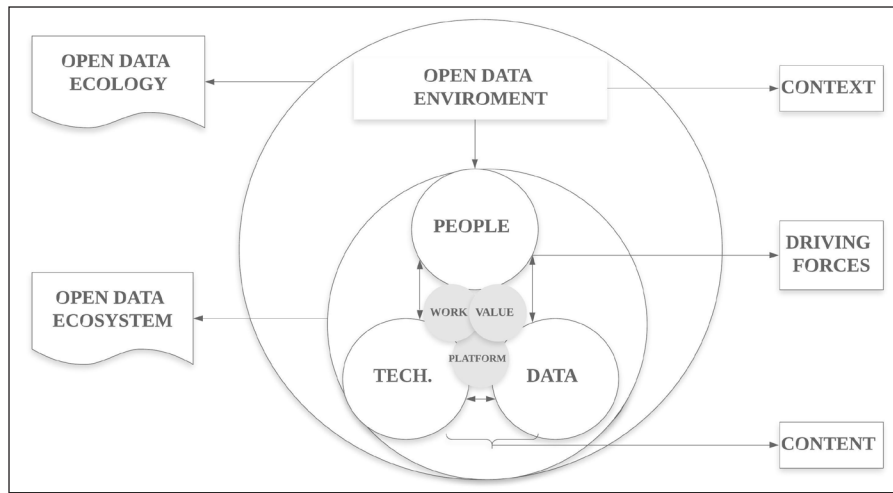 OPEN DATA
ECOLOGY
OPEN DATA
ENVIROMENT
CONTEXT
PEOPLE
DRIVING
FORCES
OPEN DATA
ECOSYSTEM
WORK
VALUE
PLATFORM
TECH.
DATA
CONTENT